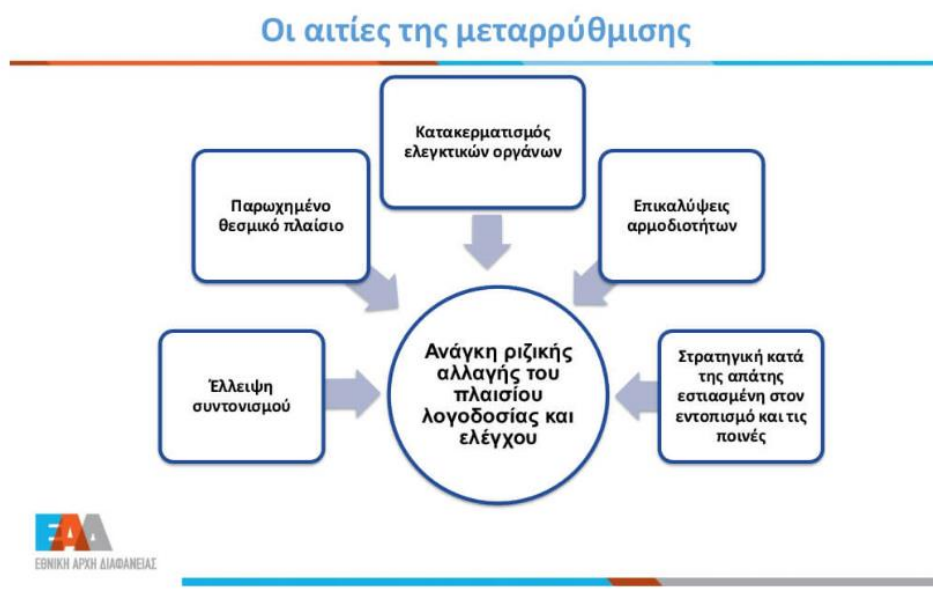 Οι αιτίες της μεταρρύθμισης
Κατακερματισμός
ελεγκτικών οργάνων
Παρωχημένο
θεσμικό πλαίσιο
Επικαλύψεις
αρμοδιοτήτων
Έλλειψη
συντονισμού
Ανάγκη ριζικής
αλλαγής του
πλαισίου
λογοδοσίας και
ελέγχου
Στρατηγική κατά
της απάτης
εστιασμένη στον
εντοπισμό και τις
ποινές
ΕΑΔ
ΕΘΝΙΚΗ ΑΡΧΗ ΔΙΑΦΑΝΕΙΑΣ